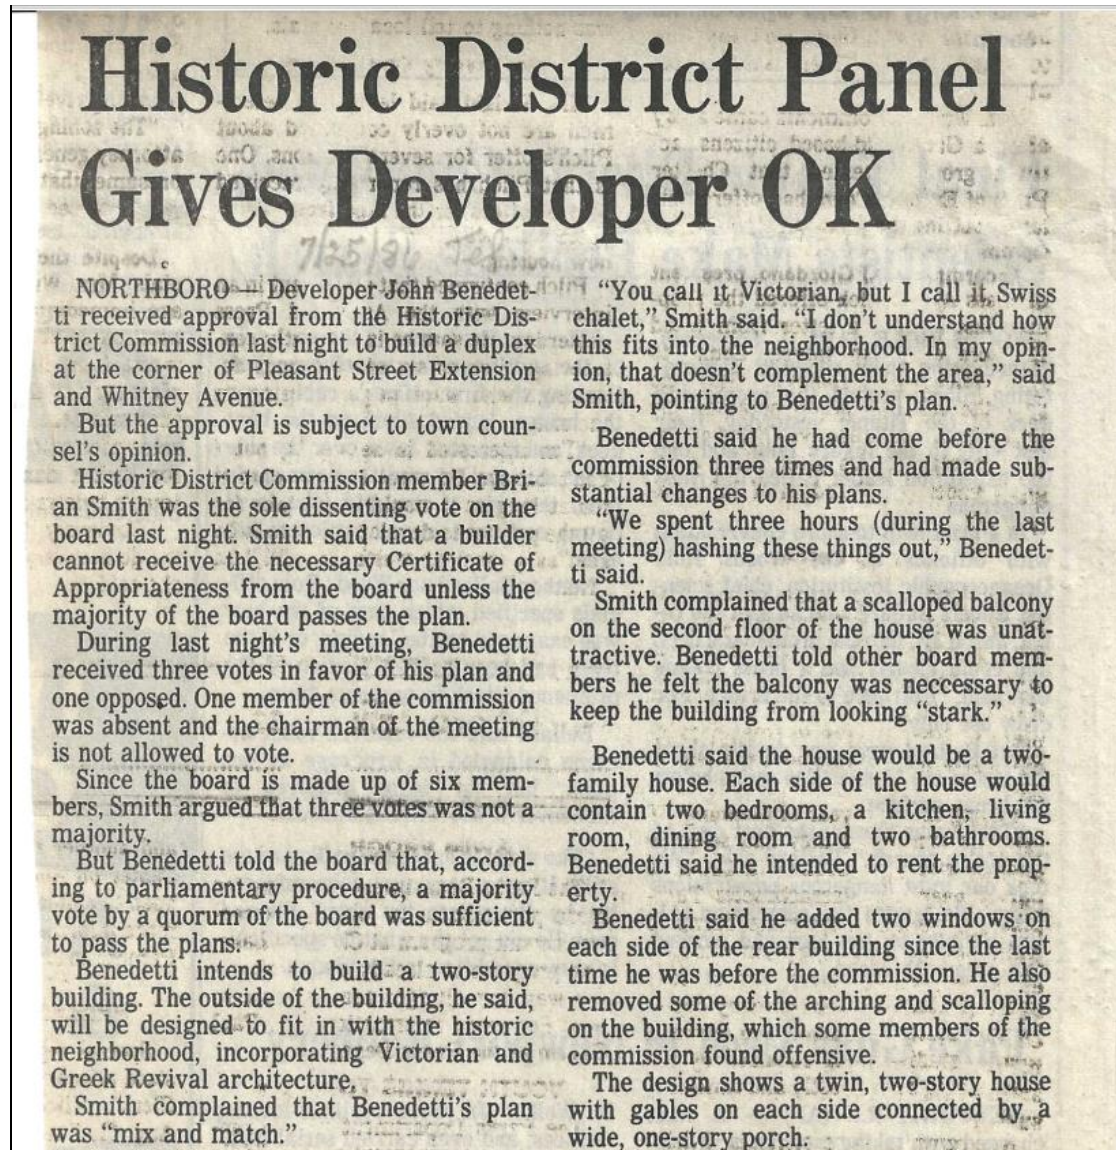 Historic District Panel
Gives Developer OK
7/25/86
NORTHBORO — Developer John Benedet-
ti received approval from the Historic Dis-
trict Commission last night to build a duplex
at the corner of Pleasant Street Extension
and Whitney Avenue.
But the approval is subject to town coun-
sel's opinion.
Historic District Commission member Bri-
an Smith was the sole dissenting vote on the
board last night. Smith said that a builder
cannot receive the necessary Certificate of
Appropriateness from the board unless the
majority of the board passes the plan.
During last night's meeting, Benedetti
received three votes in favor of his plan and
one opposed. One member of the commission
was absent and the chairman of the meeting
is not allowed to vote.
Since the board is made up of six mem-
bers, Smith argued that three votes was not a
majority.
But Benedetti told the board that, accord-
ing to parliamentary procedure, a majority
vote by a quorum of the board was sufficient
to pass the plans.
Benedetti intends to build a two-story
building. The outside of the building, he said,
will be designed to fit in with the historic
neighborhood, incorporating Victorian and
Greek Revival architecture.
Smith complained that Benedetti's plan
was "mix and match."
"You call it Victorian, but I call it Swiss
chalet," Smith said. "I don't understand how
this fits into the neighborhood. In my opin-
ion, that doesn't complement the area," said
Smith, pointing to Benedetti's plan.
Benedetti said he had come before the
commission three times and had made sub-
stantial changes to his plans.
"We spent three hours (during the last
meeting) hashing these things out," Benedet-
ti said.
Smith complained that a scalloped balcony
on the second floor of the house was unat-
tractive. Benedetti told other board mem-
bers he felt the balcony was neccessary to
keep the building from looking "stark."
Benedetti said the house would be a two-
family house. Each side of the house would
contain two bedrooms, a kitchen, living
room, dining room and two bathrooms.
Benedetti said he intended to rent the prop-
erty.
Benedetti said he added two windows on
each side of the rear building since the last
time he was before the commission. He also
removed some of the arching and scalloping
on the building, which some members of the
commission found offensive.
The design shows a twin, two-story house
with gables on each side connected by a
wide, one-story porch.